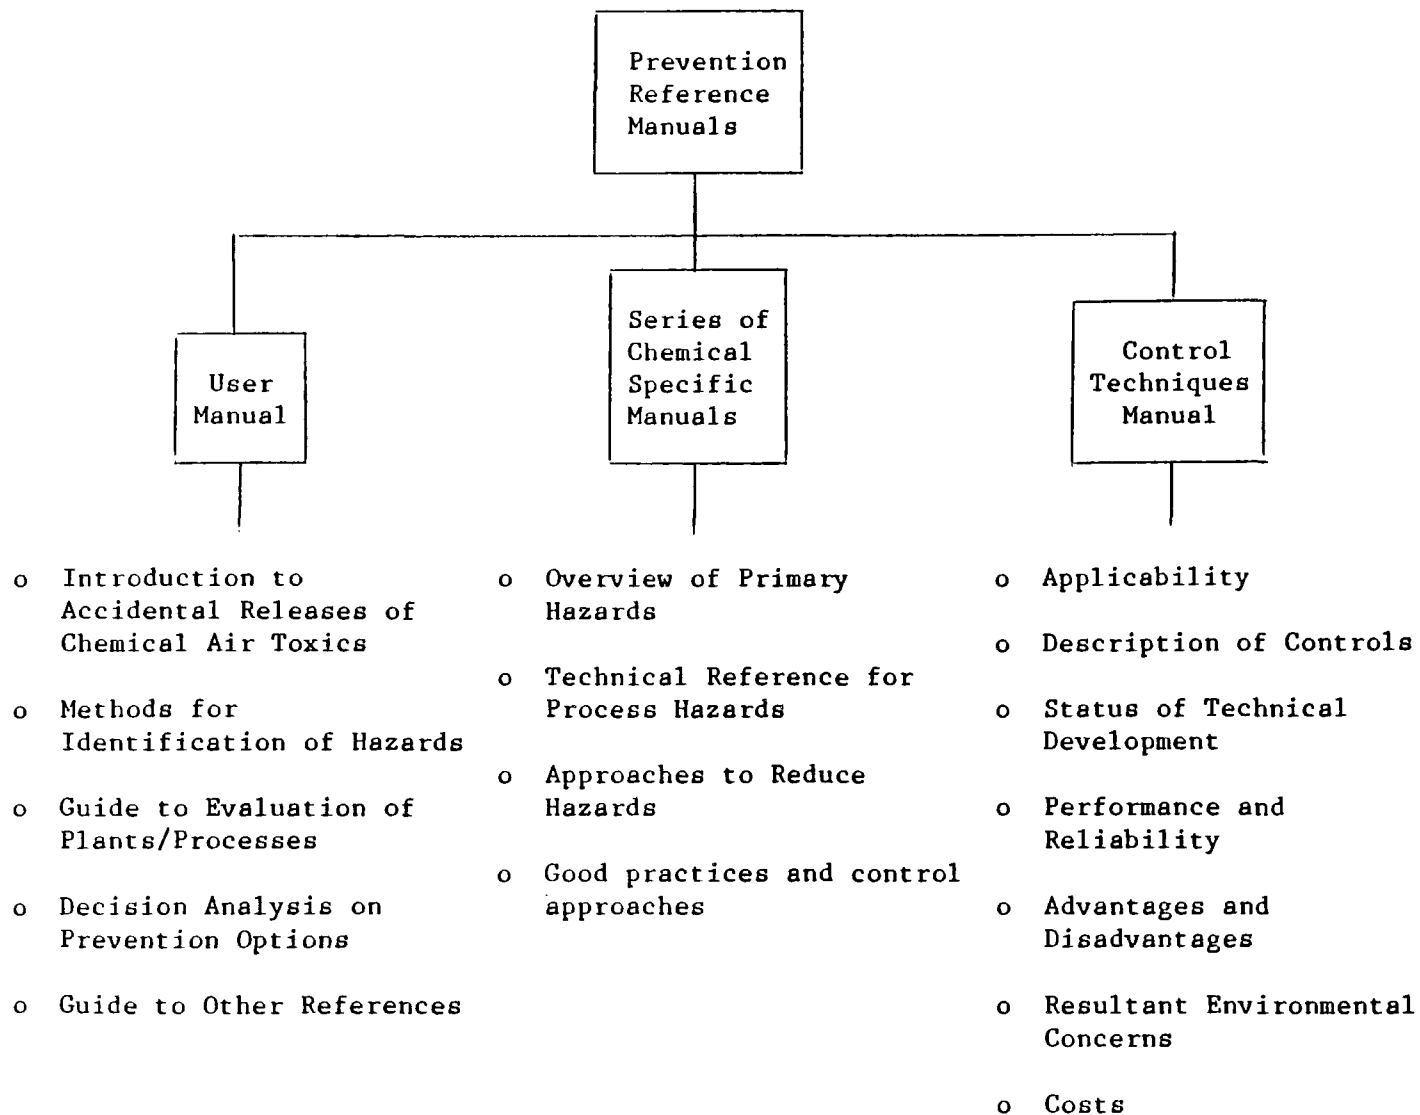 Prevention
Reference
Manuals
User
Manual
Series of
Chemical
Specific
Manuals
Control
Techniques
Manual
o Introduction to
Accidental Releases of
Chemical Air Toxics
o Methods for
Identification of Hazards
o Guide to Evaluation of
Plants/Processes
o Decision Analysis on
Prevention Options
o Guide to Other References
o Overview of Primary
Hazards
o Technical Reference for
Process Hazards
o Approaches to Reduce
Hazards
o Good practices and control
approaches
o Applicability
o Description of Controls
o Status of Technical
Development
o Performance and
Reliability
o Advantages and
Disadvantages
o Resultant Environmental
Concerns
o Costs